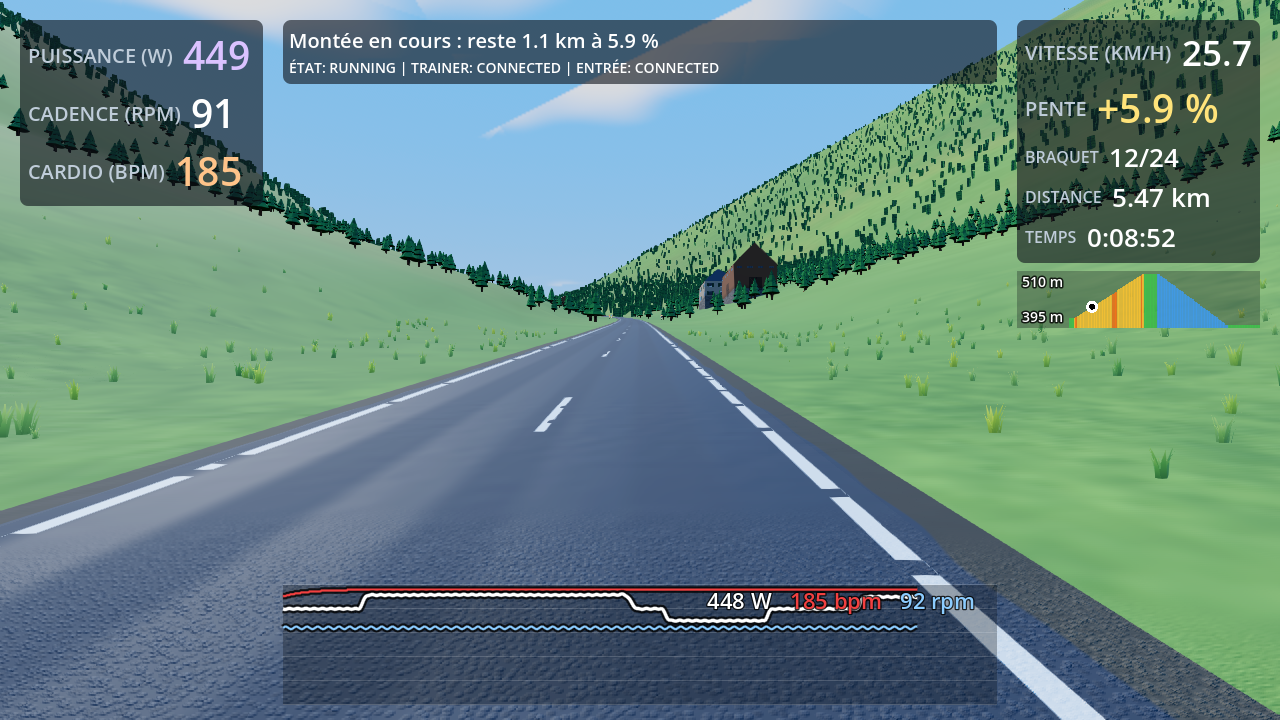 PUISSANCE (W) 449
CADENCE (RPM) 91
CARDIO (BPM) 185
Montée en cours : reste 1.1 km à 5.9 %
ÉTAT: RUNNING | TRAINER: CONNECTED | ENTRÉE: CONNECTED
VITESSE (KM/H) 25.7
PENTE +5.9 %
BRAQUET 12/24
DISTANCE 5.47 km
TEMPS 0:08:52
510 m
395 m
448 W 185 bpm 92 rpm